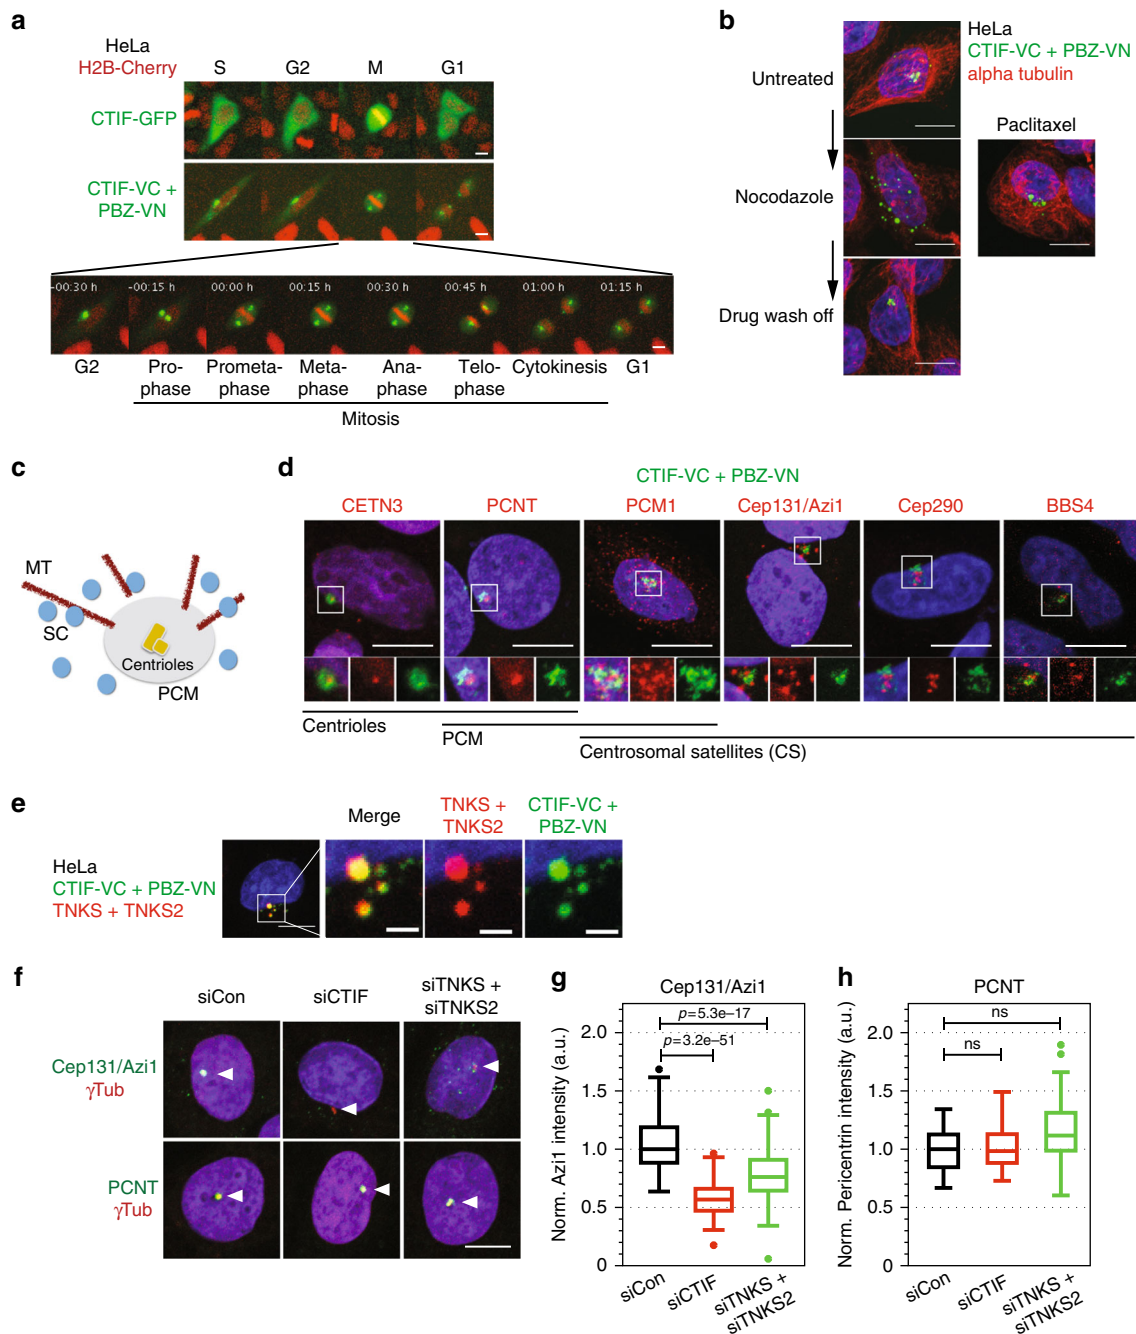 a
HeLa
H2B-Cherry
S G2 M G1
CTIF-GFP
CTIF-VC +
PBZ-VN
-00:30 h -00:15 h 00:00 h 00:15 h 00:30 h 00:45 h 01:00 h 01:15 h
G2 Pro-phase Prometa-phase Meta-phase Ana-phase Telo-phase Cytokinesis G1
Mitosis
b
HeLa
CTIF-VC + PBZ-VN
alpha tubulin
Untreated
Paclitaxel
Nocodazole
Drug wash off
c
MT
SC
Centrioles
PCM
d
CTIF-VC + PBZ-VN
CETN3 PCNT PCM1 Cep131/Azi1 Cep290 BBS4
Centrioles
PCM
Centrosomal satellites (CS)
e
Merge
TNKS +
TNKS2
CTIF-VC +
PBZ-VN
HeLa
CTIF-VC + PBZ-VN
TNKS + TNKS2
f
siCon siCTIF siTNKS +
siTNKS2
Cep131/Azi1
γTub
PCNT
γTub
g
Cep131/Azi1
Norm. Azi1 intensity (a.u.)
2.0
1.5
1.0
0.5
0
p=5.3e–17
p=3.2e–51
siCon
siCTIF
siTNKS +
siTNKS2
h
PCNT
Norm. Pericentrin intensity (a.u.)
2.0
1.5
1.0
0.5
0
ns
ns
siCon
siCTIF
siTNKS +
siTNKS2